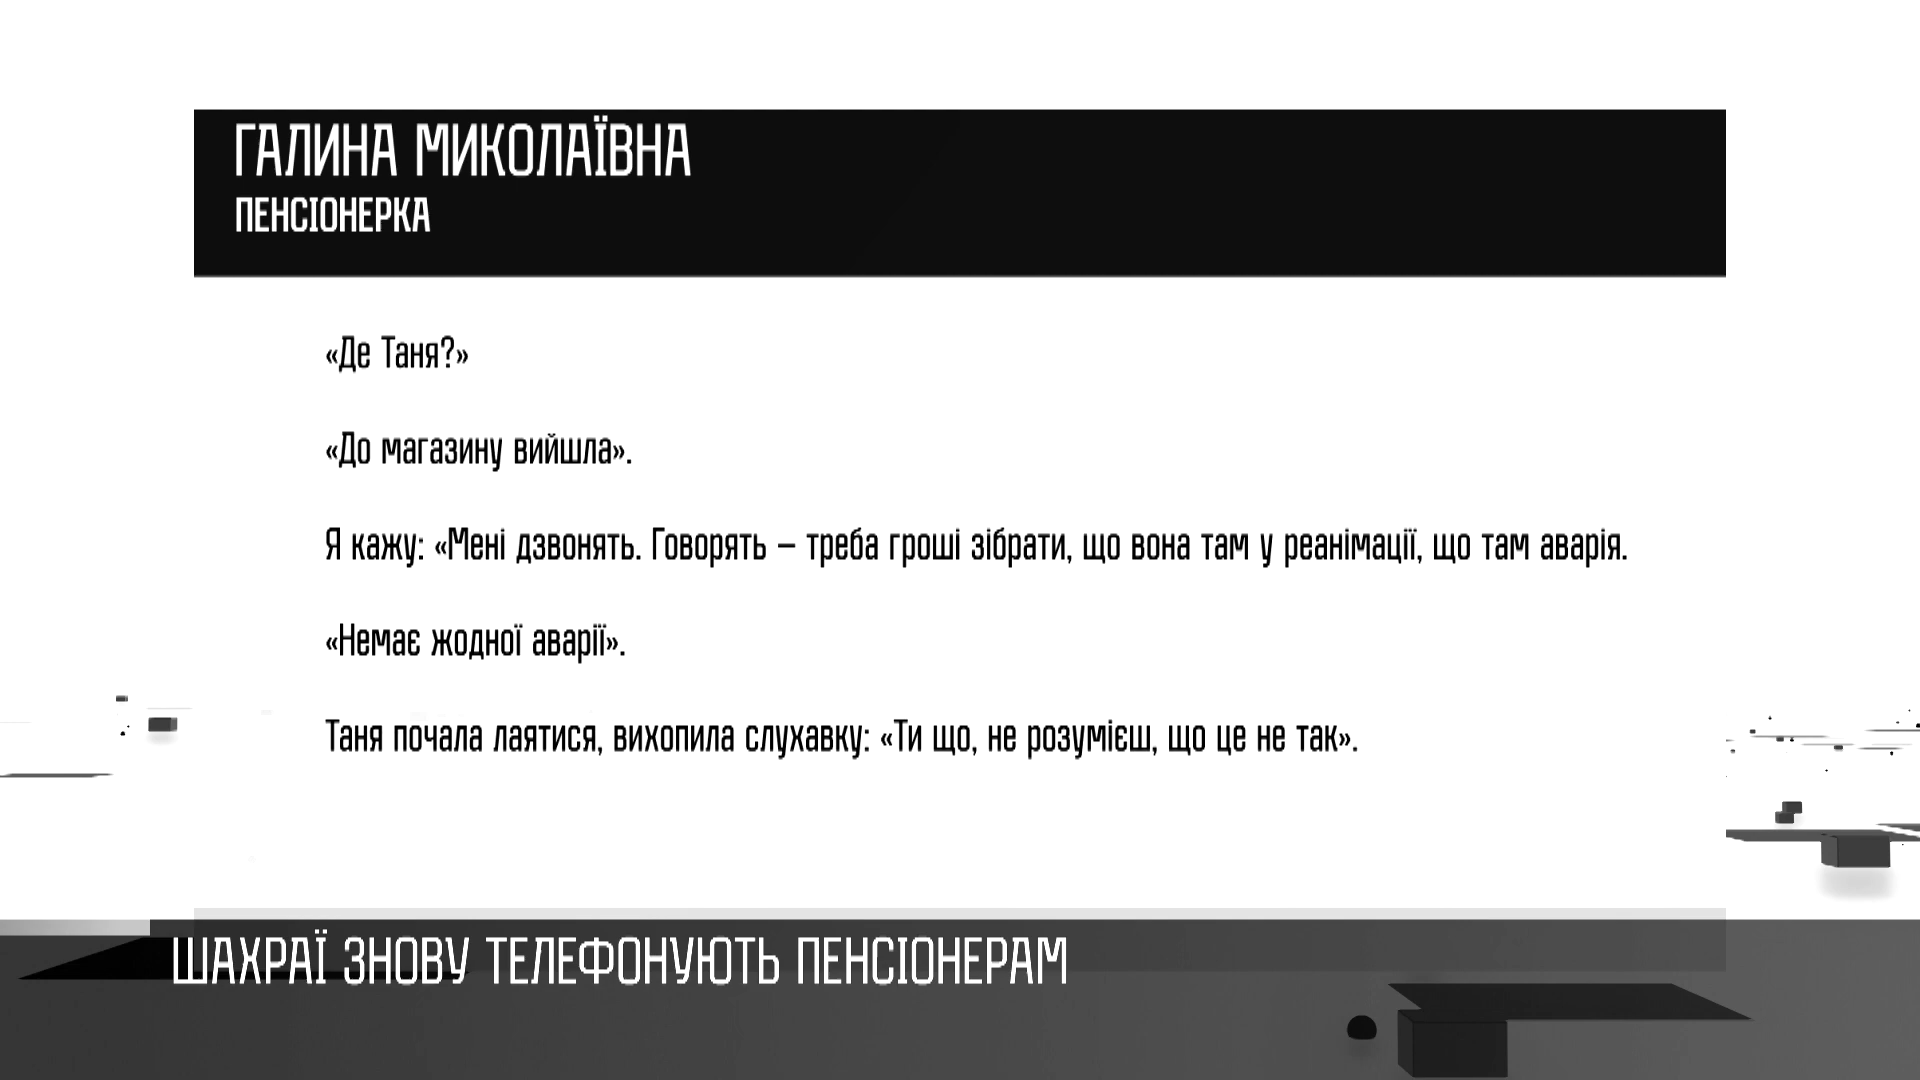 ГАЛИНА МИКОЛАЇВНА
ПЕНСІОНЕРКА
«Де Таня?»
«До магазину вийшла».
Я кажу: «Мені дзвонять. Говорять – треба гроші зібрати, що вона там у реанімації, що там аварія.
«Немає жодної аварії».
Таня почала лаятися, вихопила слухавку: «Ти що, не розумієш, що це не так».
ШАХРАЇ ЗНОВУ ТЕЛЕФОНУЮТЬ ПЕНСІОНЕРАМ